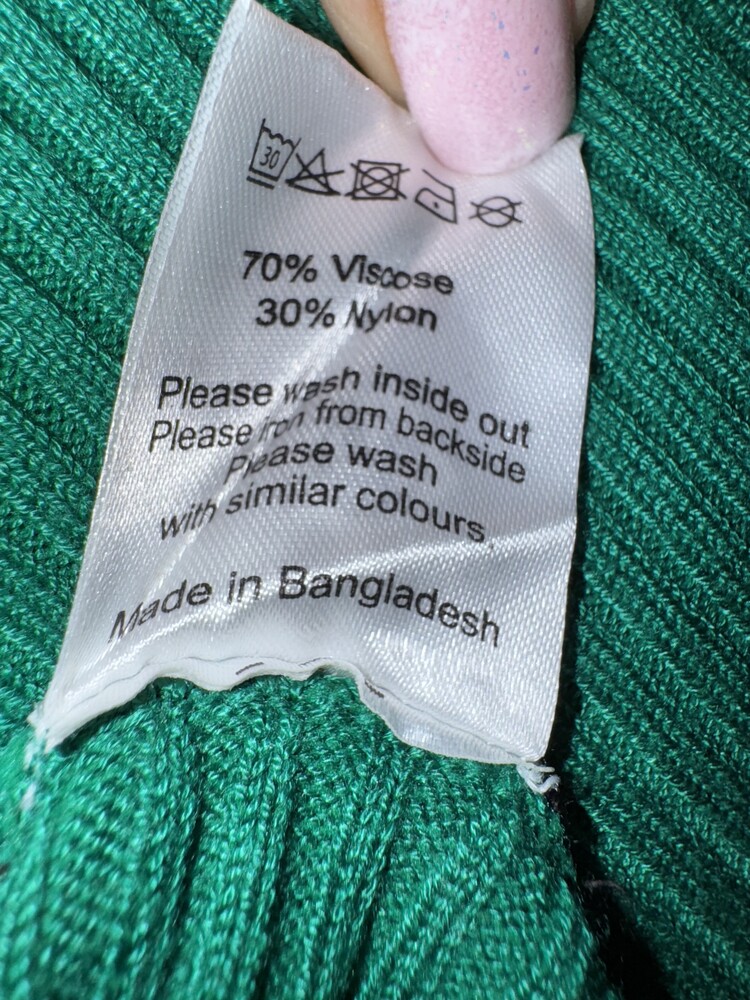 30
70% Viscose
30% Nylon
Please wash inside out
Please iron from backside
Please wash
with similar colours.
Made in Bangladesh